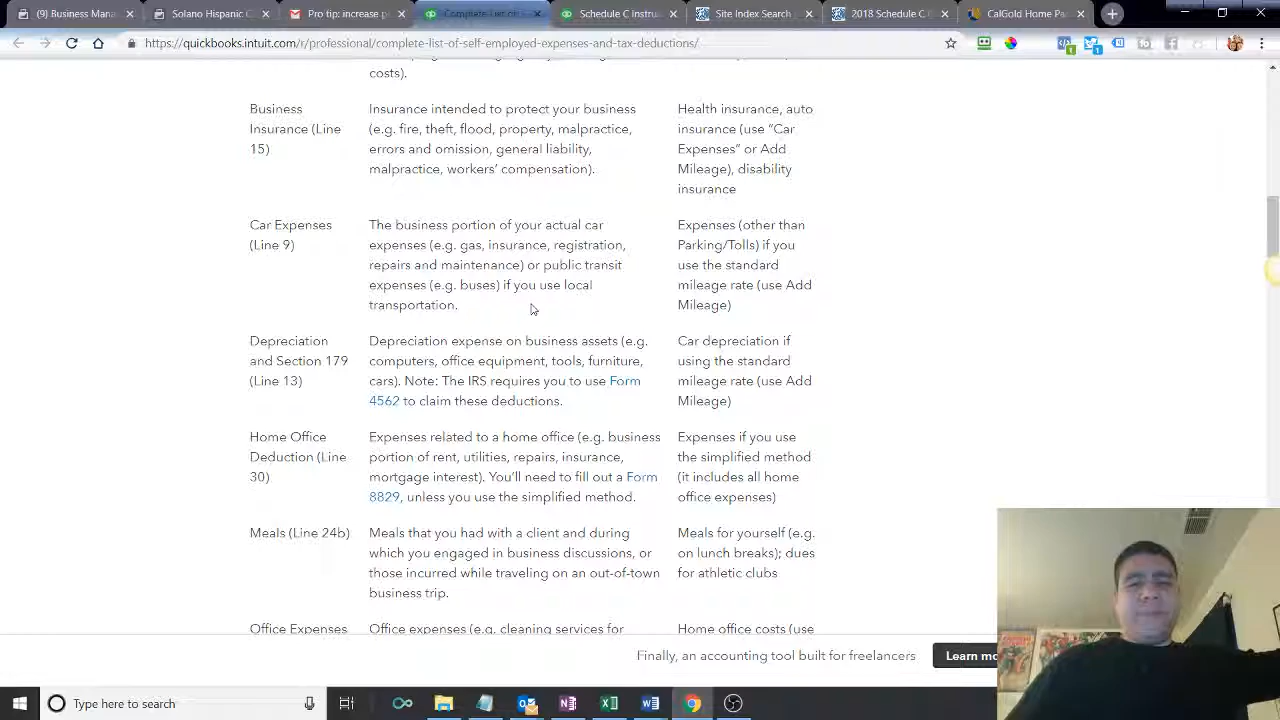 (9) Business Mana
Solano Hispanic C
Pro tip: increase p
Complete List of S
Schedule C Instru
Site Index Search
2018 Schedule C
CalGold Home Pa
https://quickbooks.intuit.com/r/professional/complete-list-of-self-employed-expenses-and-tax-deductions/
costs).
Business Insurance intended to protect your business Health insurance, auto
Insurance (Line (e.g. fire, theft, flood, property, malpractice, insurance (use “Car
15) errors and omission, general liability, Expenses” or Add
malpractice, workers’ compensation). Mileage), disability
insurance
Car Expenses The business portion of your actual car Expenses (other than
(Line 9) expenses (e.g. gas, insurance, registration, Parking/Tolls) if you
repairs and maintenance) or public transit use the standard
expenses (e.g. buses) if you use local mileage rate (use Add
transportation. Mileage)
Depreciation Depreciation expense on business assets (e.g. Car depreciation if
and Section 179 computers, office equipment, tools, furniture, using the standard
(Line 13) cars). Note: The IRS requires you to use Form mileage rate (use Add
4562 to claim these deductions. Mileage)
Home Office Expenses related to a home office (e.g. business Expenses if you use
Deduction (Line portion of rent, utilities, repairs, insurance, the simplified method
30) mortgage interest). You’ll need to fill out a Form (it includes all home
8829, unless you use the simplified method. office expenses)
Meals (Line 24b) Meals that you had with a client and during Meals for yourself (e.g.
which you engaged in business discussions, or on lunch breaks); dues
those incurred while traveling on an out-of-town for athletic clubs
business trip.
Office Expenses Office expenses (e.g. cleaning services for Home office costs (use
Finally, an accounting tool built for freelancers
Learn mo
Type here to search